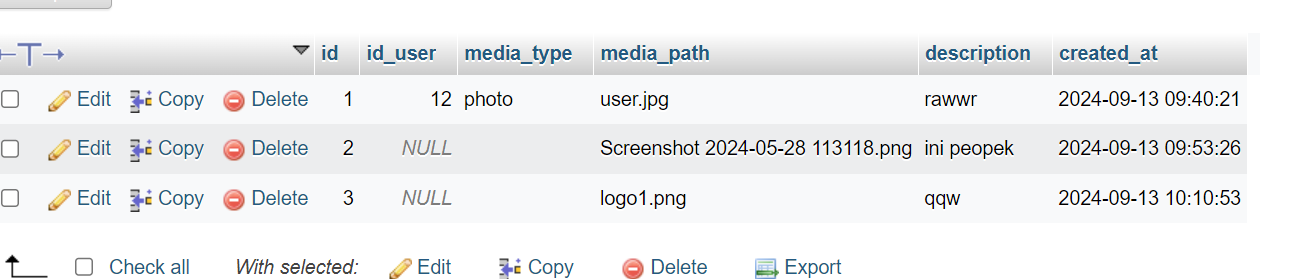 id id_user media_type media_path description created_at
Edit Copy Delete 1 12 photo user.jpg rawwr 2024-09-13 09:40:21
Edit Copy Delete 2 NULL Screenshot 2024-05-28 113118.png ini peopek 2024-09-13 09:53:26
Edit Copy Delete 3 NULL logo1.png qqw 2024-09-13 10:10:53
Check all With selected: Edit Copy Delete Export